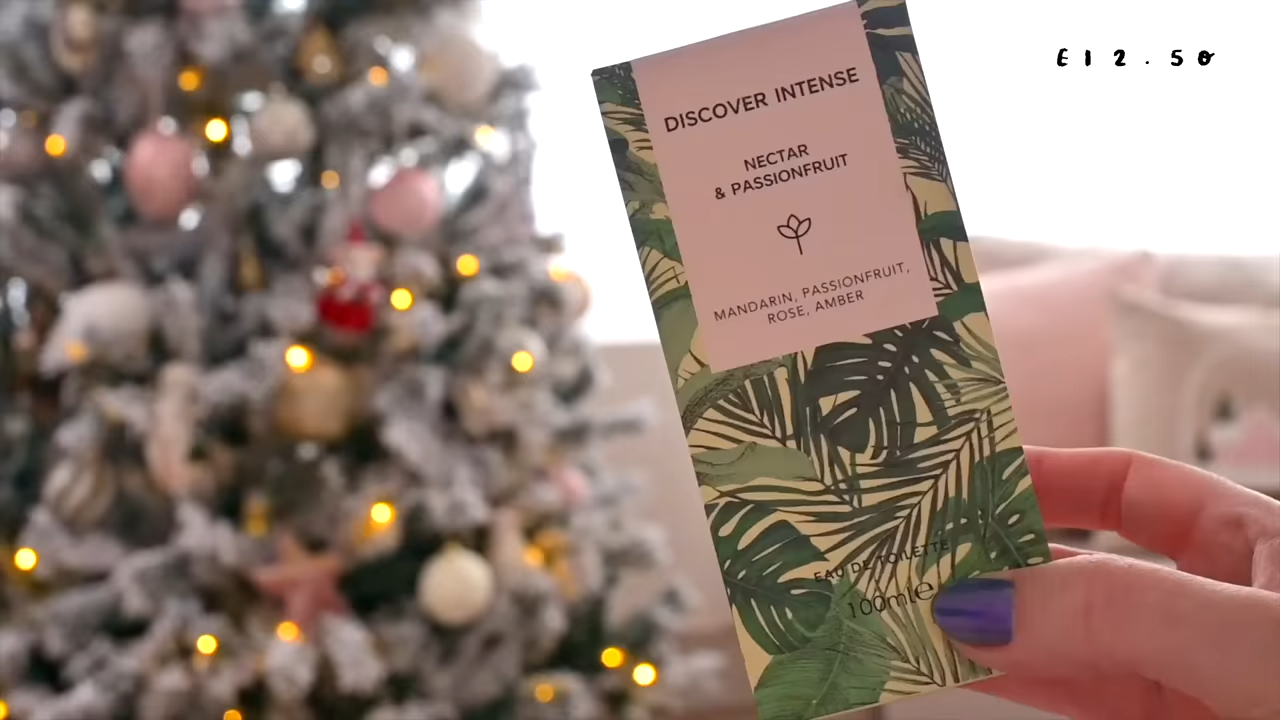 £12.50
DISCOVER INTENSE
NECTAR
& PASSIONFRUIT
MANDARIN, PASSIONFRUIT,
ROSE, AMBER
EAU DE TOILETTE
100ml℮